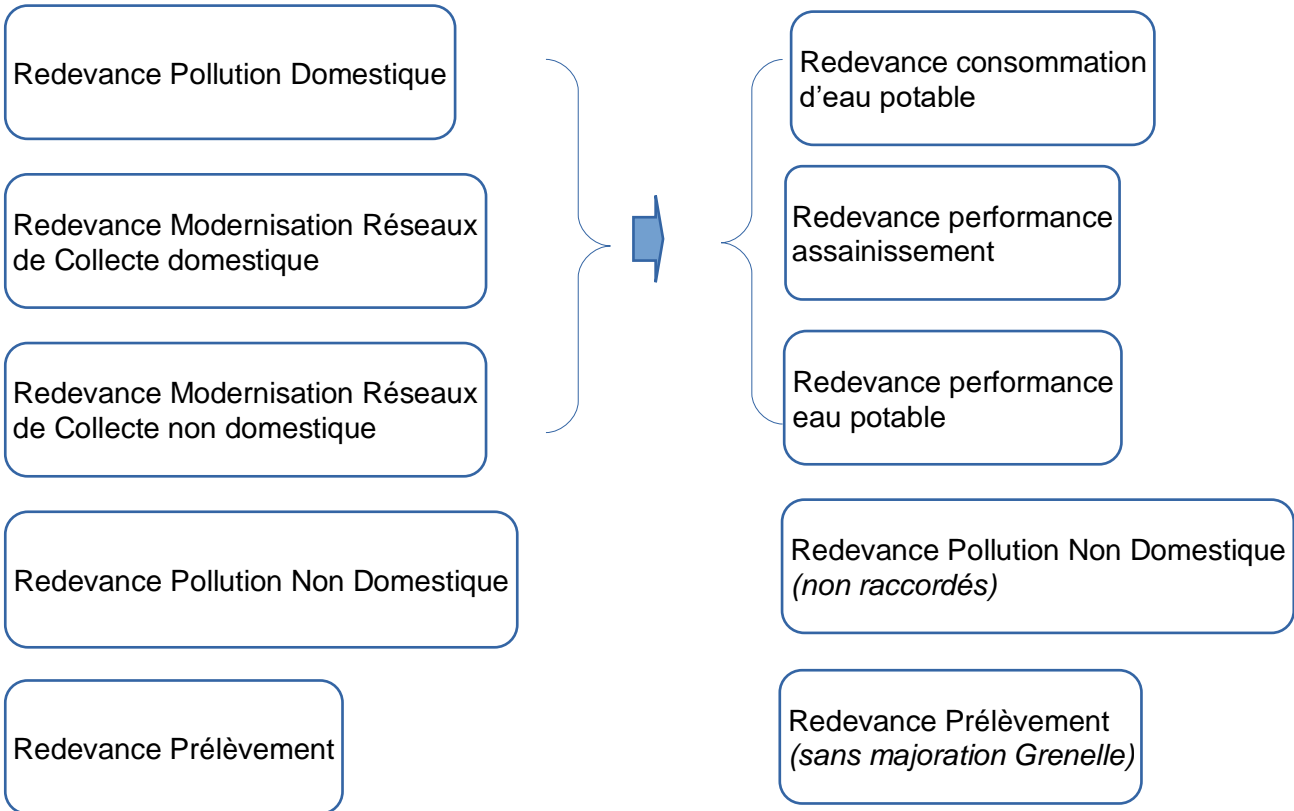 Redevance Pollution Domestique
Redevance Modernisation Réseaux
de Collecte domestique
Redevance Modernisation Réseaux
de Collecte non domestique
Redevance Pollution Non Domestique
Redevance Prélèvement
Redevance consommation
d’eau potable
Redevance performance
assainissement
Redevance performance
eau potable
Redevance Pollution Non Domestique
(non raccordés)
Redevance Prélèvement
(sans majoration Grenelle)